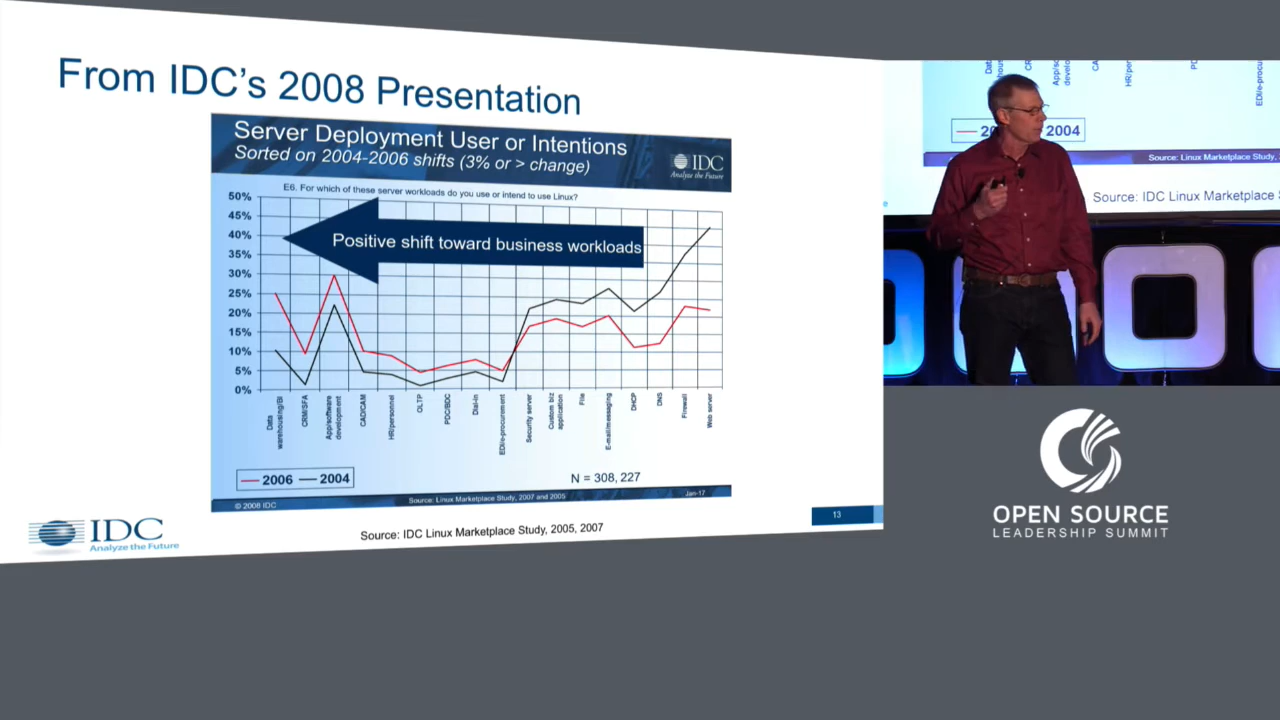 From IDC's 2008 Presentation
Server Deployment User or Intentions
Sorted on 2004-2006 shifts (3% or > change)
IDC
Analyze the Future
E6. For which of these server workloads do you use or intend to use Linux?
50%
45%
40%
35%
30%
25%
20%
15%
10%
5%
0%
Positive shift toward business workloads
Data
warehousing/BI
CRM/SFA
App/software
development
CAD/CAM
HR/personnel
OLTP
PDC/BDC
Dial-in
EDI/e-procurement
Security server
Custom biz
application
File
E-mail/messaging
DHCP
DNS
Firewall
Web server
2006 2004
N = 308, 227
© 2008 IDC
Source: Linux Marketplace Study, 2007 and 2005
Jan-17
13
IDC
Analyze the Future
Source: IDC Linux Marketplace Study, 2005, 2007
2004
Source: Linux Marketplace Study, 20
Source: IDC Linux Marketplace S
OPEN SOURCE
LEADERSHIP SUMMIT